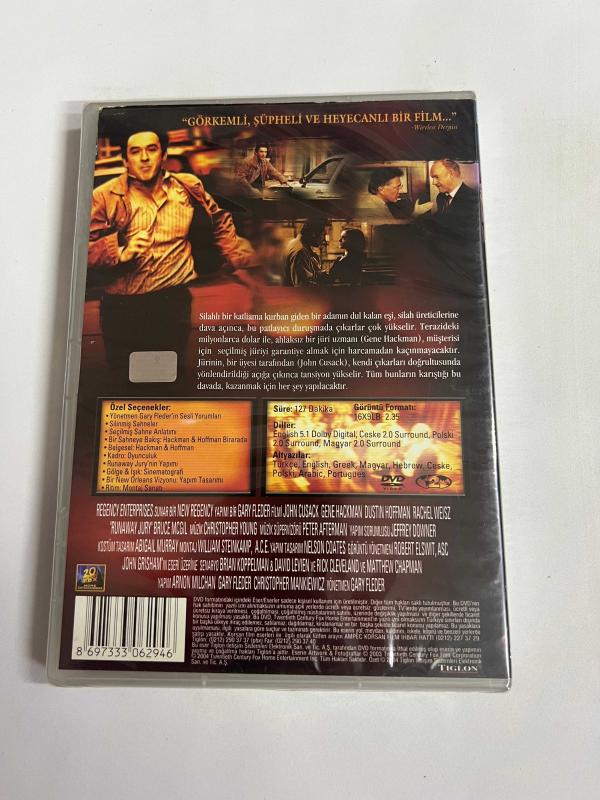 "GÖRKEMLİ, ŞÜPHELİ VE HEYECANLI BİR FİLM..."
-Wireless Dergisi
Silahlı bir katliama kurban giden bir adamın dul kalan eşi, silah üreticilerine
dava açınca, bu patlayıcı duruşmada çıkarlar çok yükselir. Terazideki
milyonlarca dolar ile, ahlaksız bir jüri uzmanı (Gene Hackman), müşterisi
için seçilmiş jüriyi garantiye almak için harcamadan kaçınmayacaktır.
Jürinin, bir üyesi tarafından (John Cusack), kendi çıkarları doğrultusunda
yönlendirildiği açığa çıkınca tansiyon yükselir. Tüm bunların karıştığı bu
davada, kazanmak için her şey yapılacaktır.
Özel Seçenekler:
• Yönetmen Gary Fleder'in Sesli Yorumları
• Silinmiş Sahneler
• Seçilmiş Sahne Anlatımı
• Bir Sahneye Bakış: Hackman & Hoffman Birarada
• Belgesel: Hackman & Hoffman
• Kadro: Oyunculuk
• Runaway Jury'nin Yapımı
• Gölge & Işık: Sinematografi
• Bir New Orleans Vizyonu: Yapım Tasarımı
• Ritim: Montaj Sanatı
Süre: 127 Dakika
Görüntü Formatı:
16X9LB 2.35
Diller:
English 5.1 Dolby Digital, Ceske 2.0 Surround, Polski
2.0 Surround, Magyar 2.0 Surround
Altyazılar:
Türkçe, English, Greek, Magyar, Hebrew, Ceske,
Polski, Arabic, Portugues
DVD
VIDEO
2
REGENCY ENTERPRISES SUNAR BİR NEW REGENCY YAPIMI BİR GARY FLEDER FİLMİ JOHN CUSACK GENE HACKMAN DUSTIN HOFFMAN RACHEL WEISZ
"RUNAWAY JURY" BRUCE MCGILL MÜZİK CHRISTOPHER YOUNG MÜZİK SÜPERVİZÖRÜ PETER AFTERMAN YAPIM SORUMLUSU JEFFREY DOWNER
KOSTÜM TASARIM ABIGAIL MURRAY MONTAJ WILLIAM STEINKAMP, A.C.E. YAPIM TASARIMI NELSON COATES GÖRÜNTÜ YÖNETMENİ ROBERT ELSWIT, ASC
JOHN GRISHAM'IN ESERİ ÜZERİNE SENARYO BRIAN KOPPELMAN & DAVID LEVIEN VE RICK CLEVELAND VE MATTHEW CHAPMAN
YAPIM ARNON MILCHAN GARY FLEDER CHRISTOPHER MANKIEWICZ YÖNETMEN GARY FLEDER
20
FOX
8 697333 062946
TIGLON